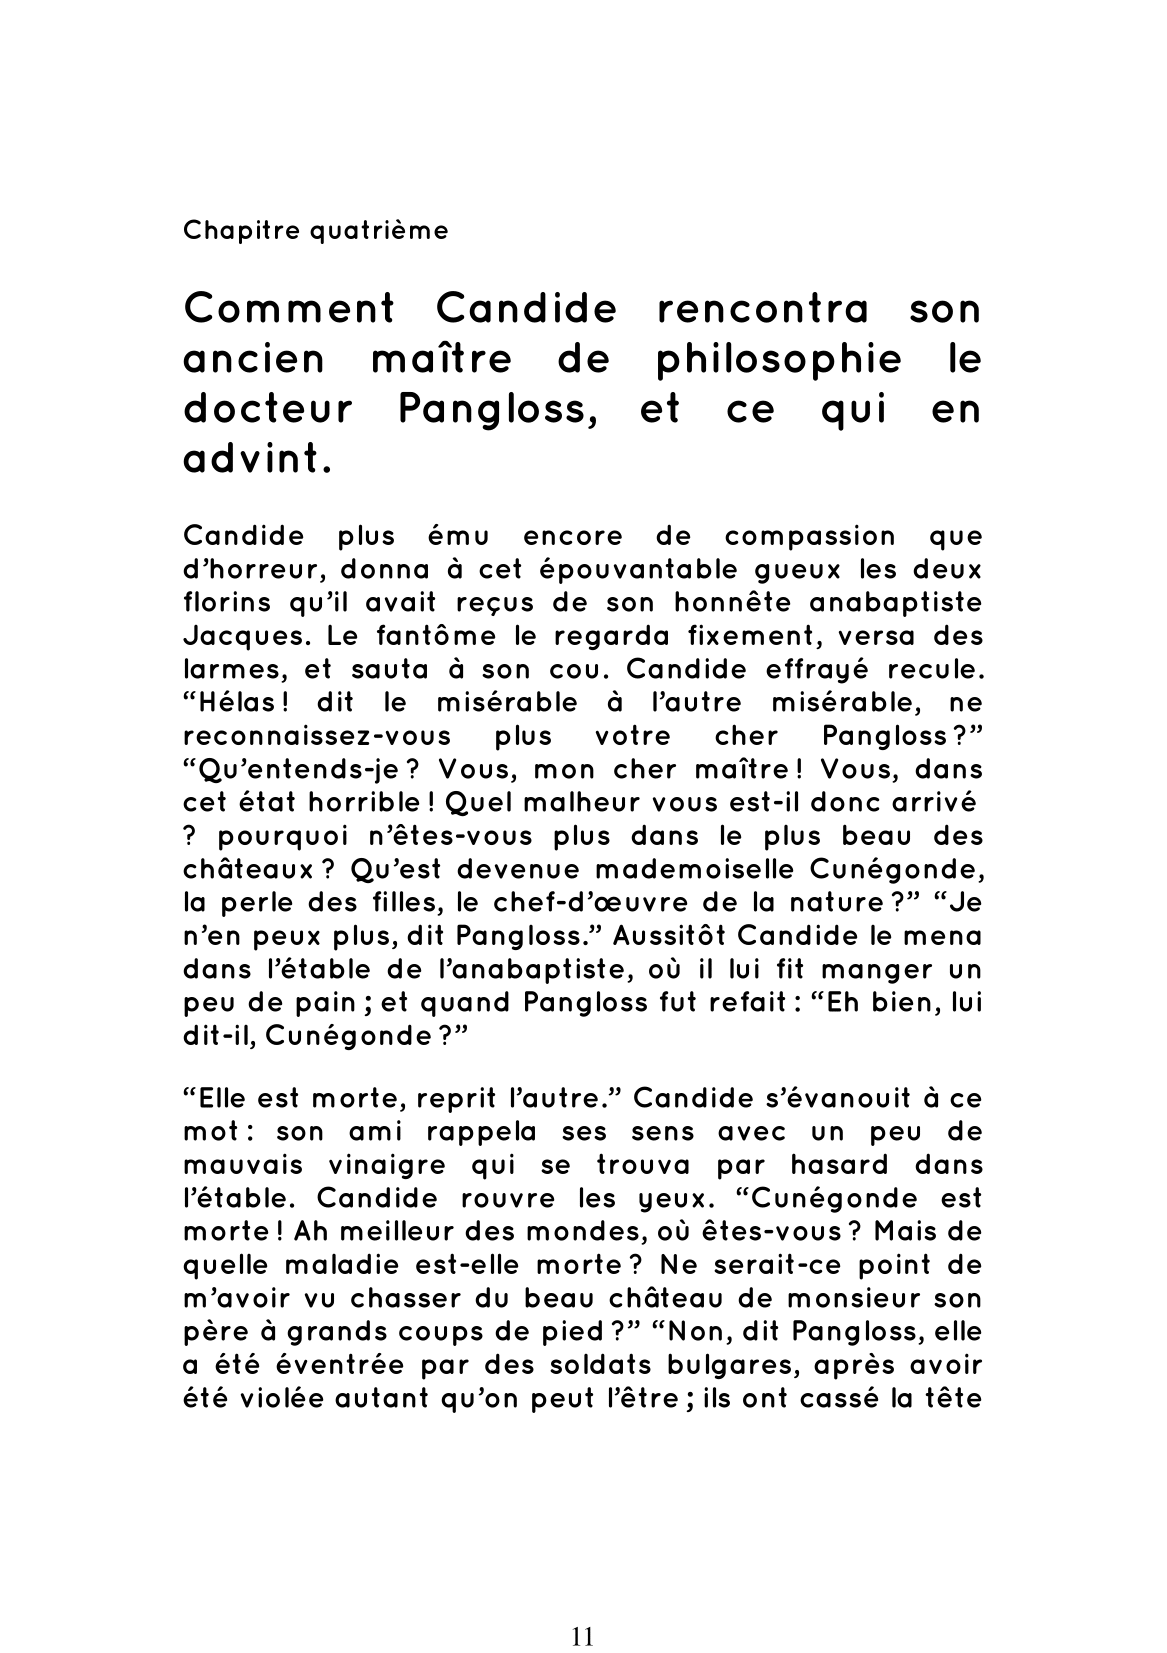 Chapitre quatrième
Comment Candide rencontra son
ancien maître de philosophie le
docteur Pangloss, et ce qui en
advint.
Candide plus ému encore de compassion que
d’horreur, donna à cet épouvantable gueux les deux
florins qu’il avait reçus de son honnête anabaptiste
Jacques. Le fantôme le regarda fixement, versa des
larmes, et sauta à son cou. Candide effrayé recule.
“Hélas ! dit le misérable à l’autre misérable, ne
reconnaissez-vous plus votre cher Pangloss ?”
“Qu’entends-je ? Vous, mon cher maître ! Vous, dans
cet état horrible ! Quel malheur vous est-il donc arrivé
? pourquoi n’êtes-vous plus dans le plus beau des
châteaux ? Qu’est devenue mademoiselle Cunégonde,
la perle des filles, le chef-d’œuvre de la nature ?” “Je
n’en peux plus, dit Pangloss.” Aussitôt Candide le mena
dans l’étable de l’anabaptiste, où il lui fit manger un
peu de pain ; et quand Pangloss fut refait : “Eh bien, lui
dit-il, Cunégonde ?”
“Elle est morte, reprit l’autre.” Candide s’évanouit à ce
mot : son ami rappela ses sens avec un peu de
mauvais vinaigre qui se trouva par hasard dans
l’étable. Candide rouvre les yeux. “Cunégonde est
morte ! Ah meilleur des mondes, où êtes-vous ? Mais de
quelle maladie est-elle morte ? Ne serait-ce point de
m’avoir vu chasser du beau château de monsieur son
père à grands coups de pied ?” “Non, dit Pangloss, elle
a été éventrée par des soldats bulgares, après avoir
été violée autant qu’on peut l’être ; ils ont cassé la tête
11